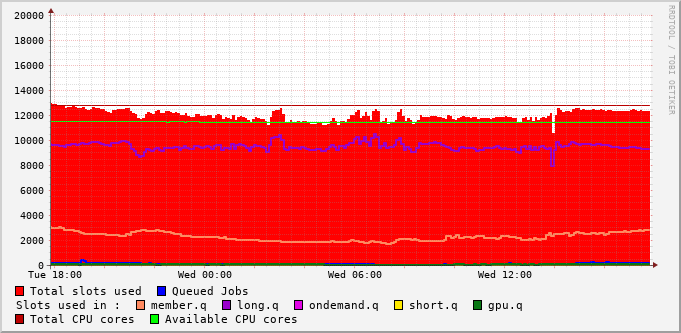 RRDTOOL / TOBI OETIKER
20000
18000
16000
14000
12000
10000
8000
6000
4000
2000
0
Tue 18:00 Wed 00:00 Wed 06:00 Wed 12:00
Total slots used Queued Jobs
Slots used in : member.q long.q ondemand.q short.q gpu.q
Total CPU cores Available CPU cores